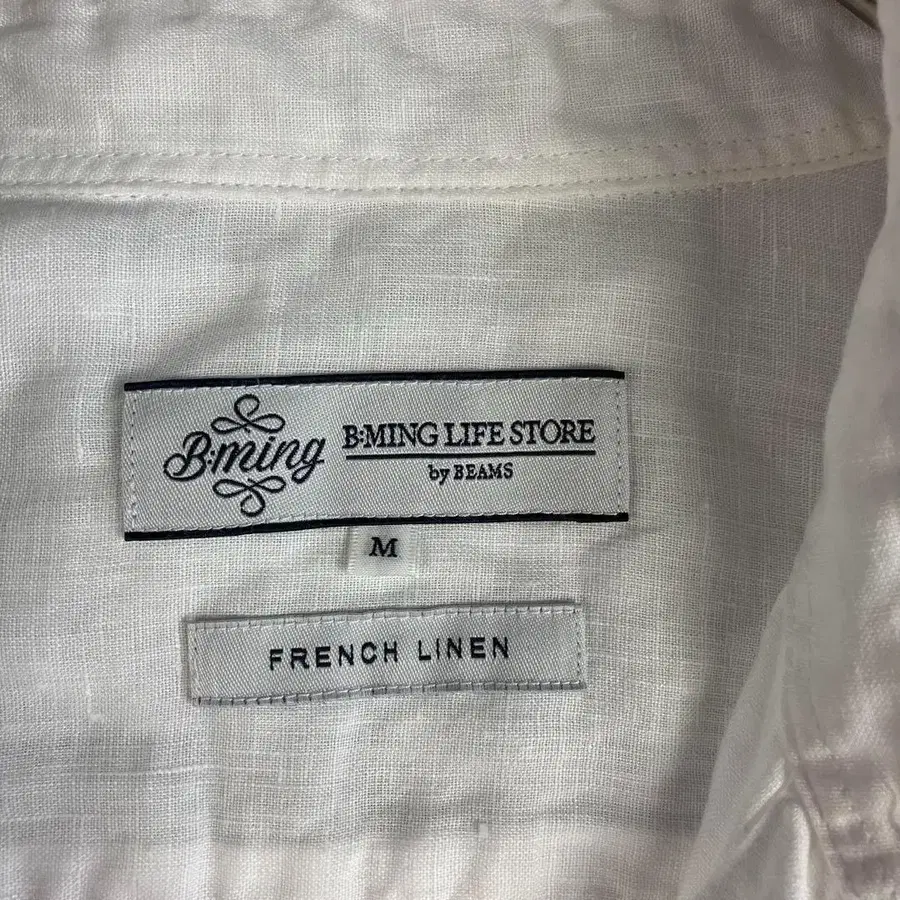 B:ming
B:MING LIFE STORE
by BEAMS
M
FRENCH LINEN